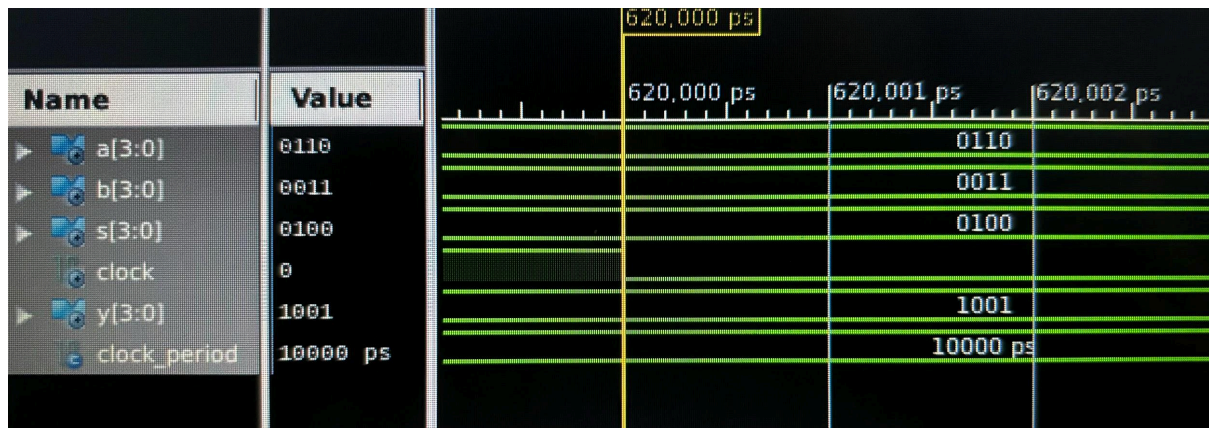 620,000 ps
Name Value 620,000 ps 620,001 ps 620,002 ps
a[3:0] 0110 0110
b[3:0] 0011 0011
s[3:0] 0100 0100
clock 0
y[3:0] 1001 1001
clock_period 10000 ps 10000 ps